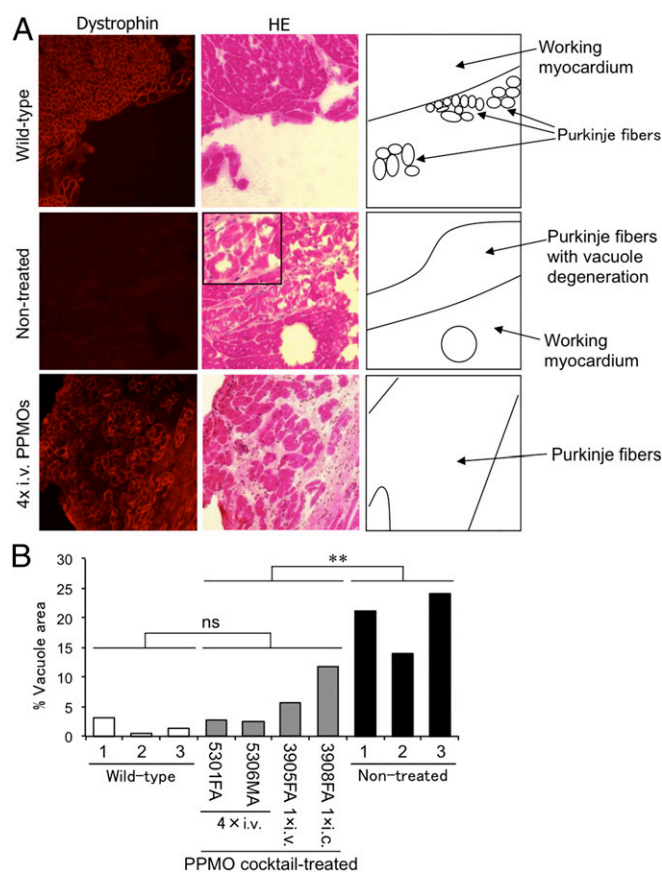 A
Dystrophin
HE
Wild-type
Working
myocardium
Purkinje fibers
Non-treated
Purkinje fibers
with vacuole
degeneration
Working
myocardium
4x i.v. PPMOs
Purkinje fibers
B
% Vacuole area
30
25
20
15
10
5
0
**
ns
1 2 3
Wild-type
5301FA
5306MA
3905FA 1×i.v.
3908FA 1×i.c.
4×i.v.
PPMO cocktail-treated
1 2 3
Non-treated